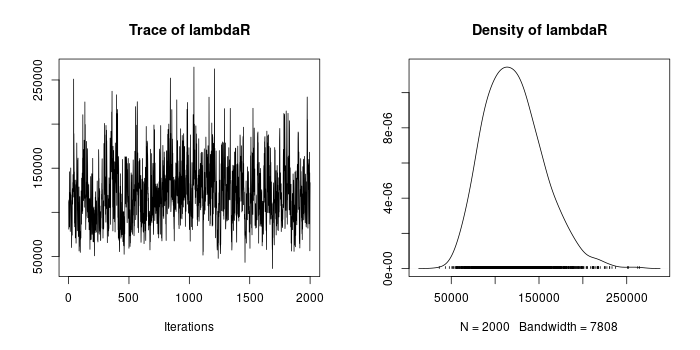 Trace of lambdaR
50000
150000
250000
0
500
1000
1500
2000
Iterations
Density of lambdaR
0e+00
4e-06
8e-06
50000
150000
250000
N = 2000 Bandwidth = 7808